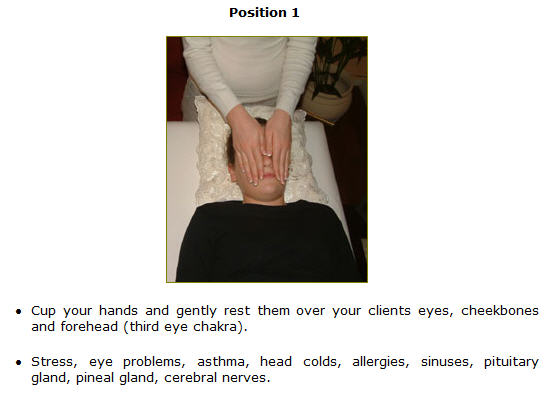 Position 1
Cup your hands and gently rest them over your clients eyes, cheekbones
and forehead (third eye chakra).
Stress, eye problems, asthma, head colds, allergies, sinuses, pituitary
gland, pineal gland, cerebral nerves.